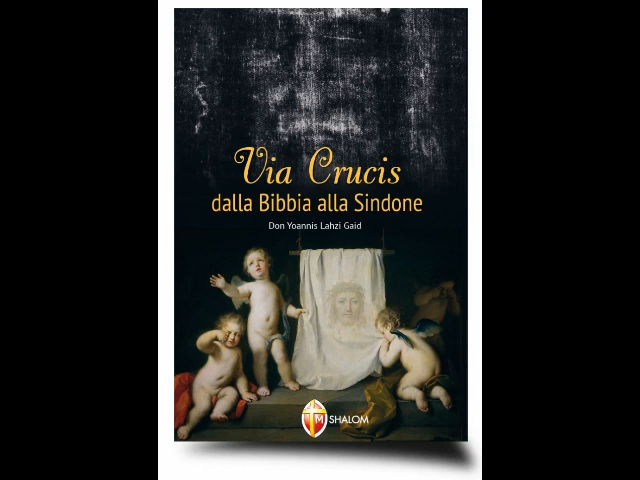 Via Crucis
dalla Bibbia alla Sindone
Don Yoannis Lahzi Gaid
M SHALOM